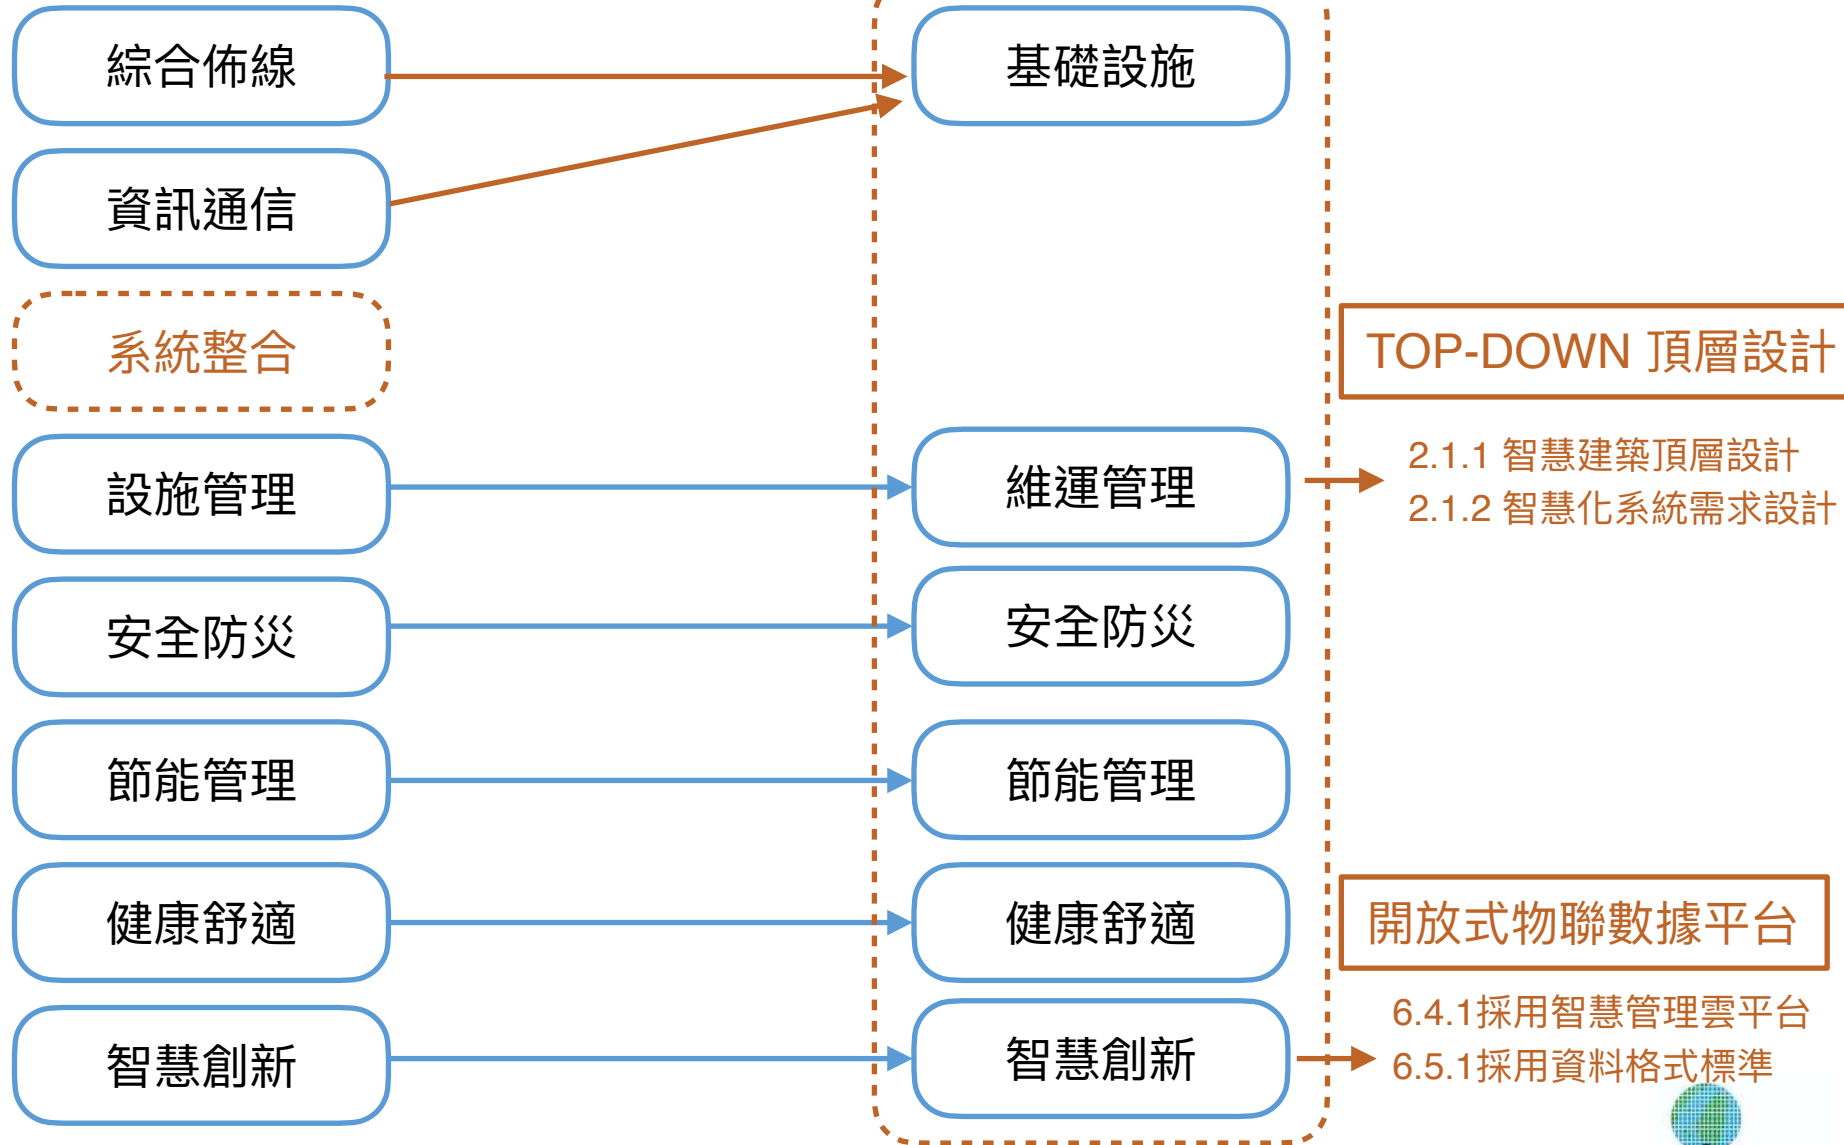 綜合佈線
基礎設施
資訊通信
系統整合
TOP-DOWN 頂層設計
設施管理
維運管理
2.1.1 智慧建築頂層設計
2.1.2 智慧化系統需求設計
安全防災
安全防災
節能管理
節能管理
健康舒適
健康舒適
開放式物聯數據平台
智慧創新
智慧創新
6.4.1採用智慧管理雲平台
6.5.1採用資料格式標準